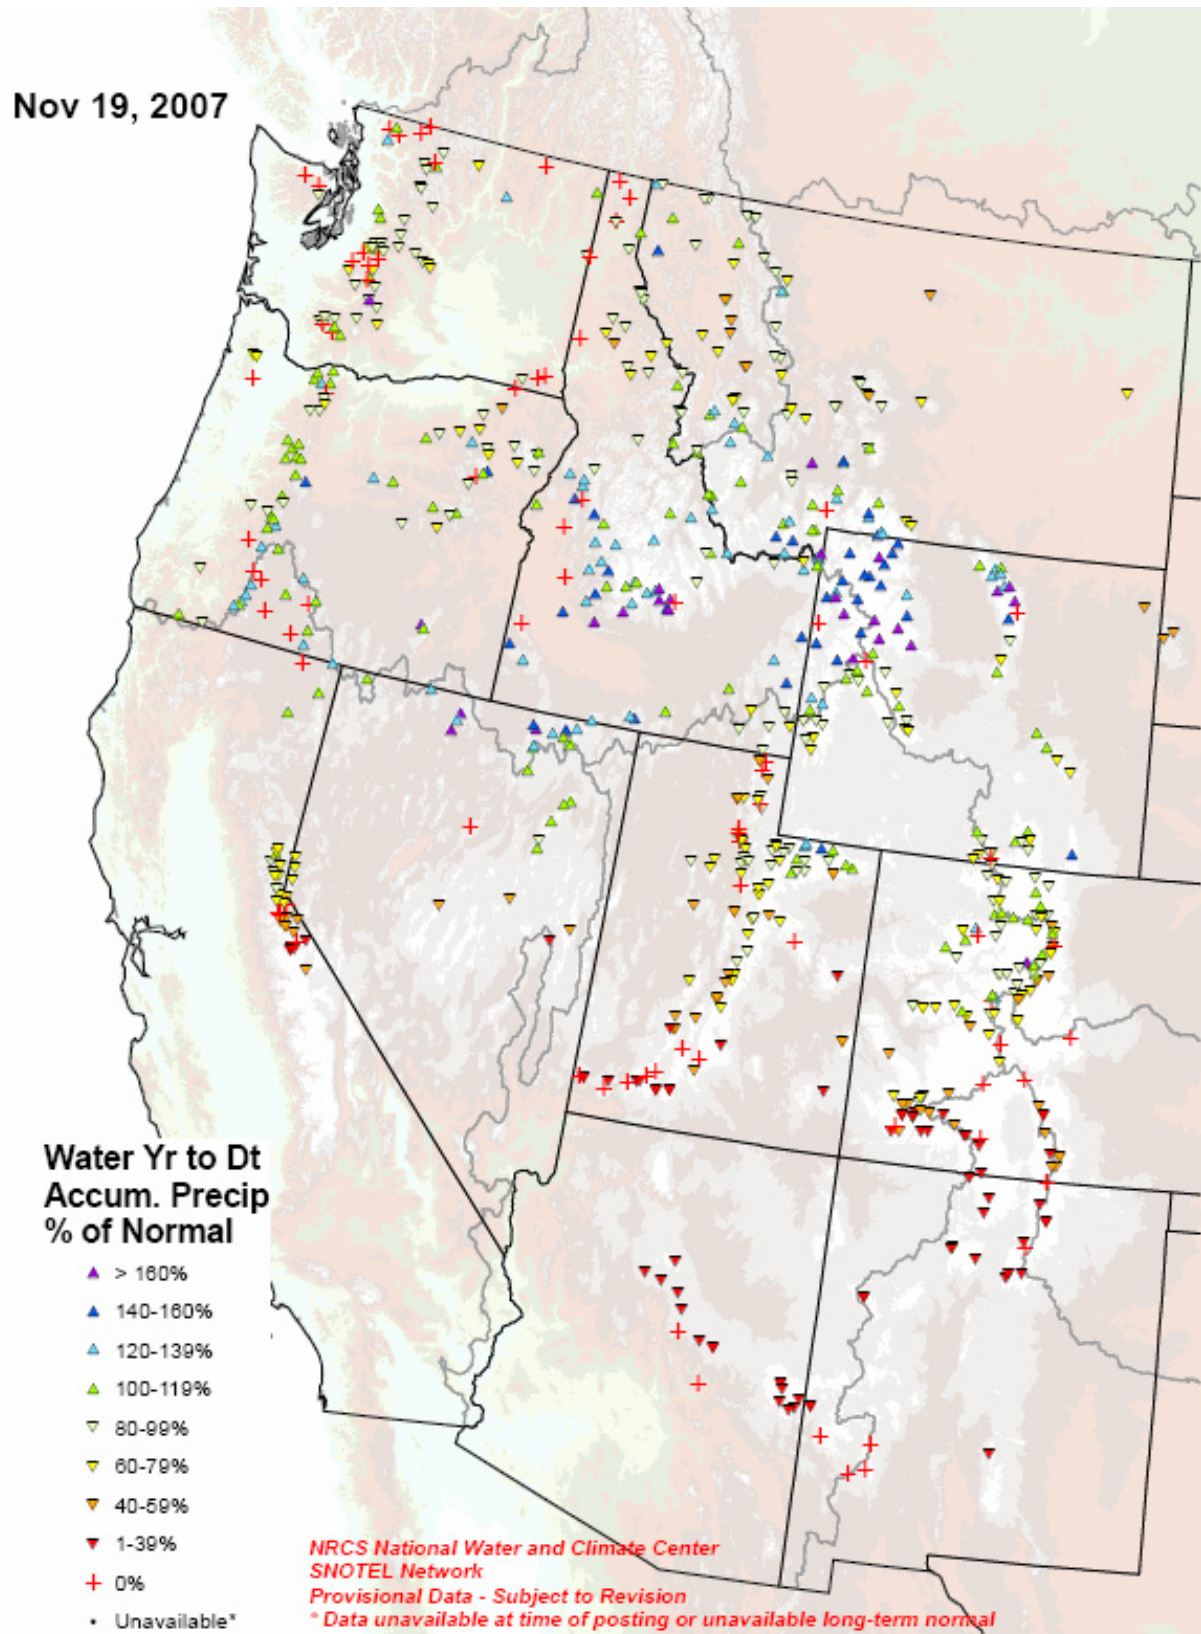 Nov 19, 2007
Water Yr to Dt
Accum. Precip
% of Normal
> 160%
140-160%
120-139%
100-119%
80-99%
60-79%
40-59%
1-39%
0%
Unavailable*
NRCS National Water and Climate Center
SNOTEL Network
Provisional Data - Subject to Revision
* Data unavailable at time of posting or unavailable long-term normal